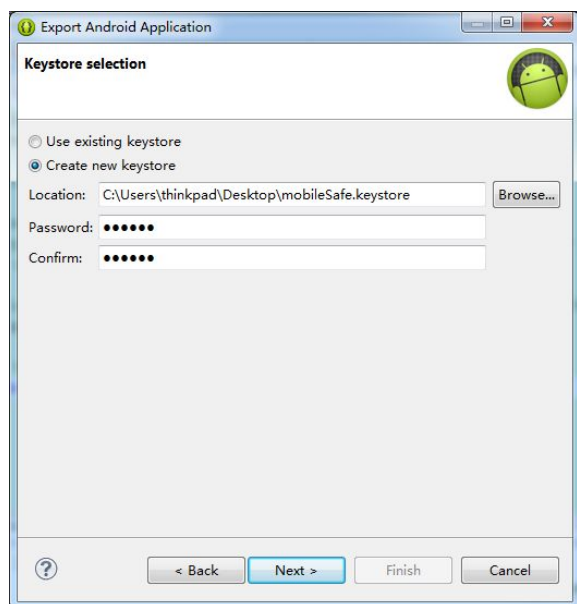 Export Android Application
Keystore selection
Use existing keystore
Create new keystore
Location: C:\Users\thinkpad\Desktop\mobileSafe.keystore Browse...
Password: ●●●●●●
Confirm: ●●●●●●
? < Back Next > Finish Cancel